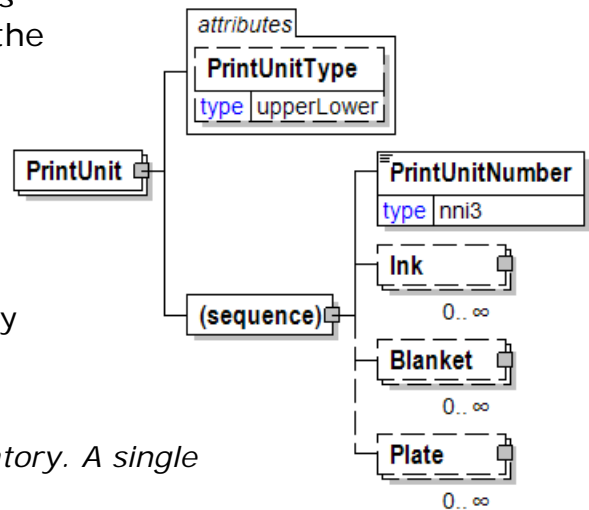 s
the
attributes
PrintUnitType
type upperLower
PrintUnit
PrintUnitNumber
type nni3
Ink
0.. ∞
(sequence)
y
Blanket
0.. ∞
tory. A single
Plate
0.. ∞